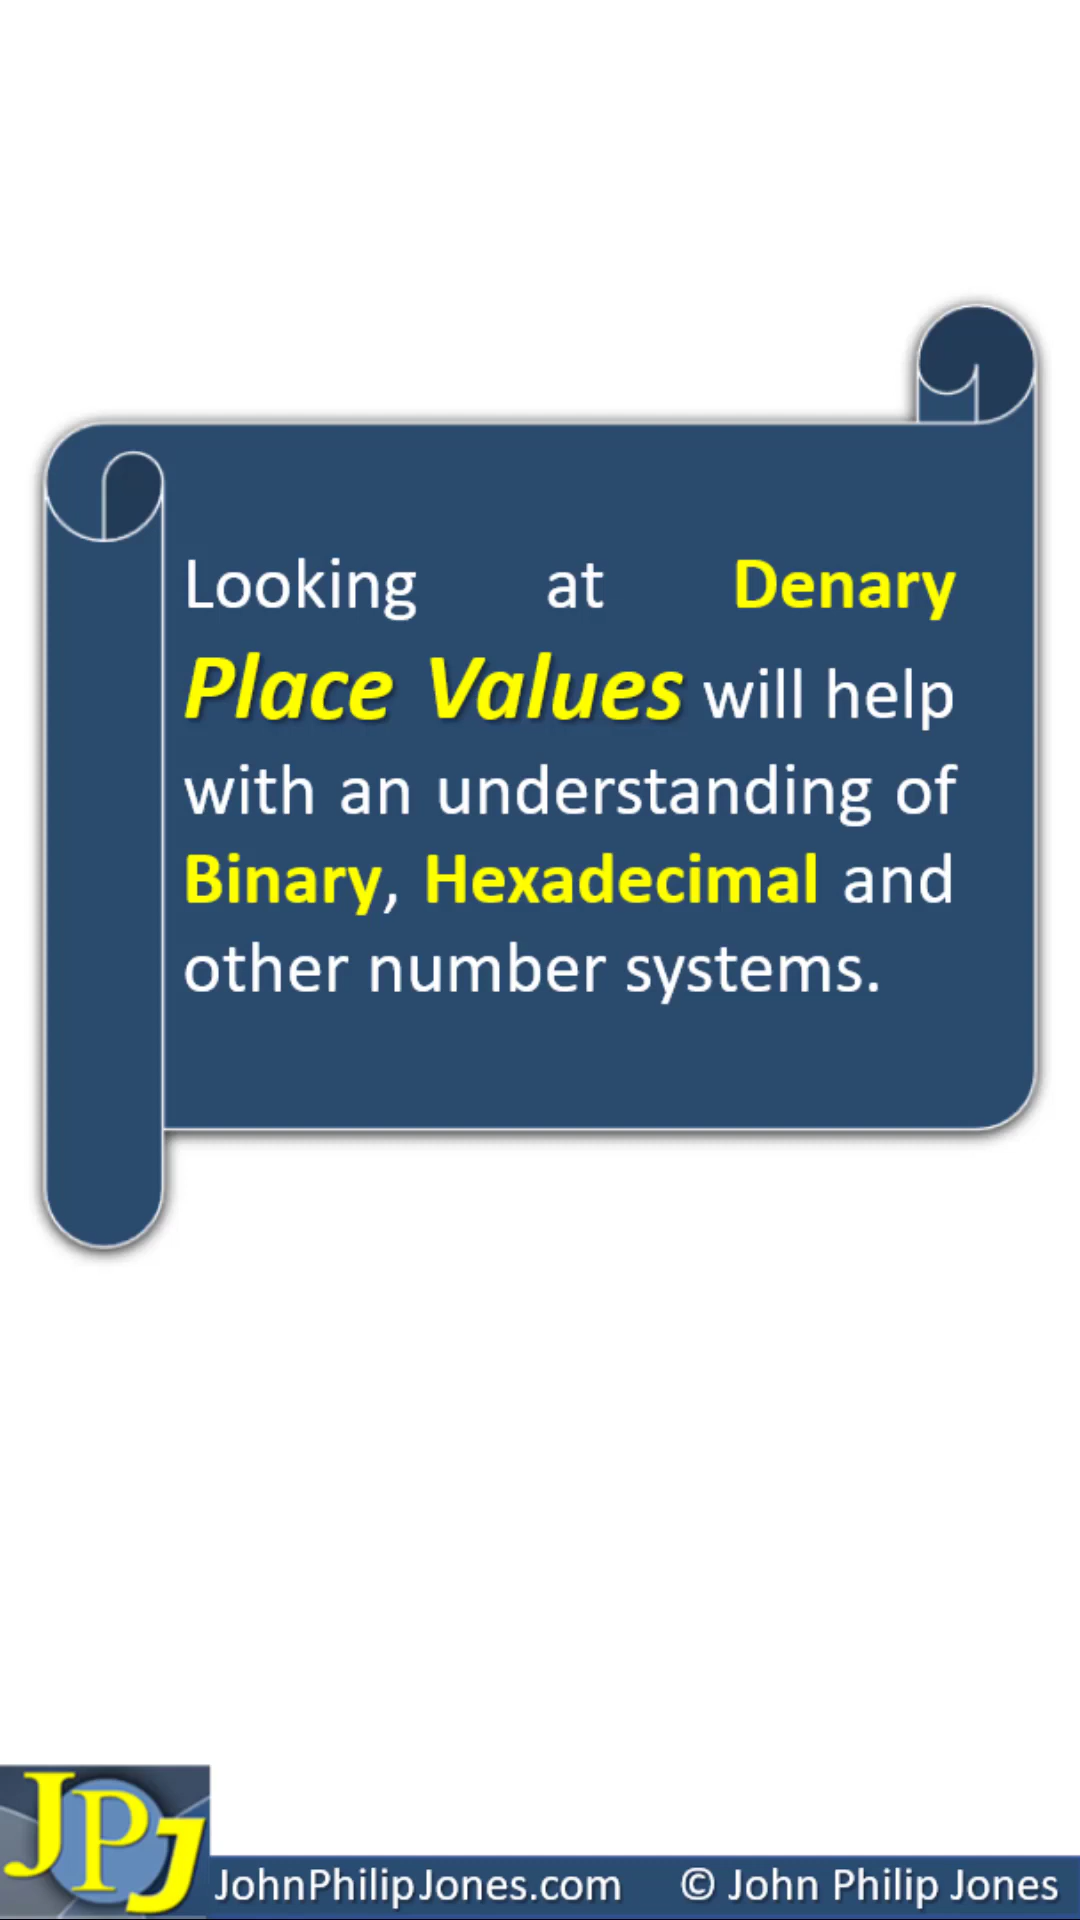 Looking at Denary
Place Values will help
with an understanding of
Binary, Hexadecimal and
other number systems.
JPJ
JohnPhilipJones.com © John Philip Jones